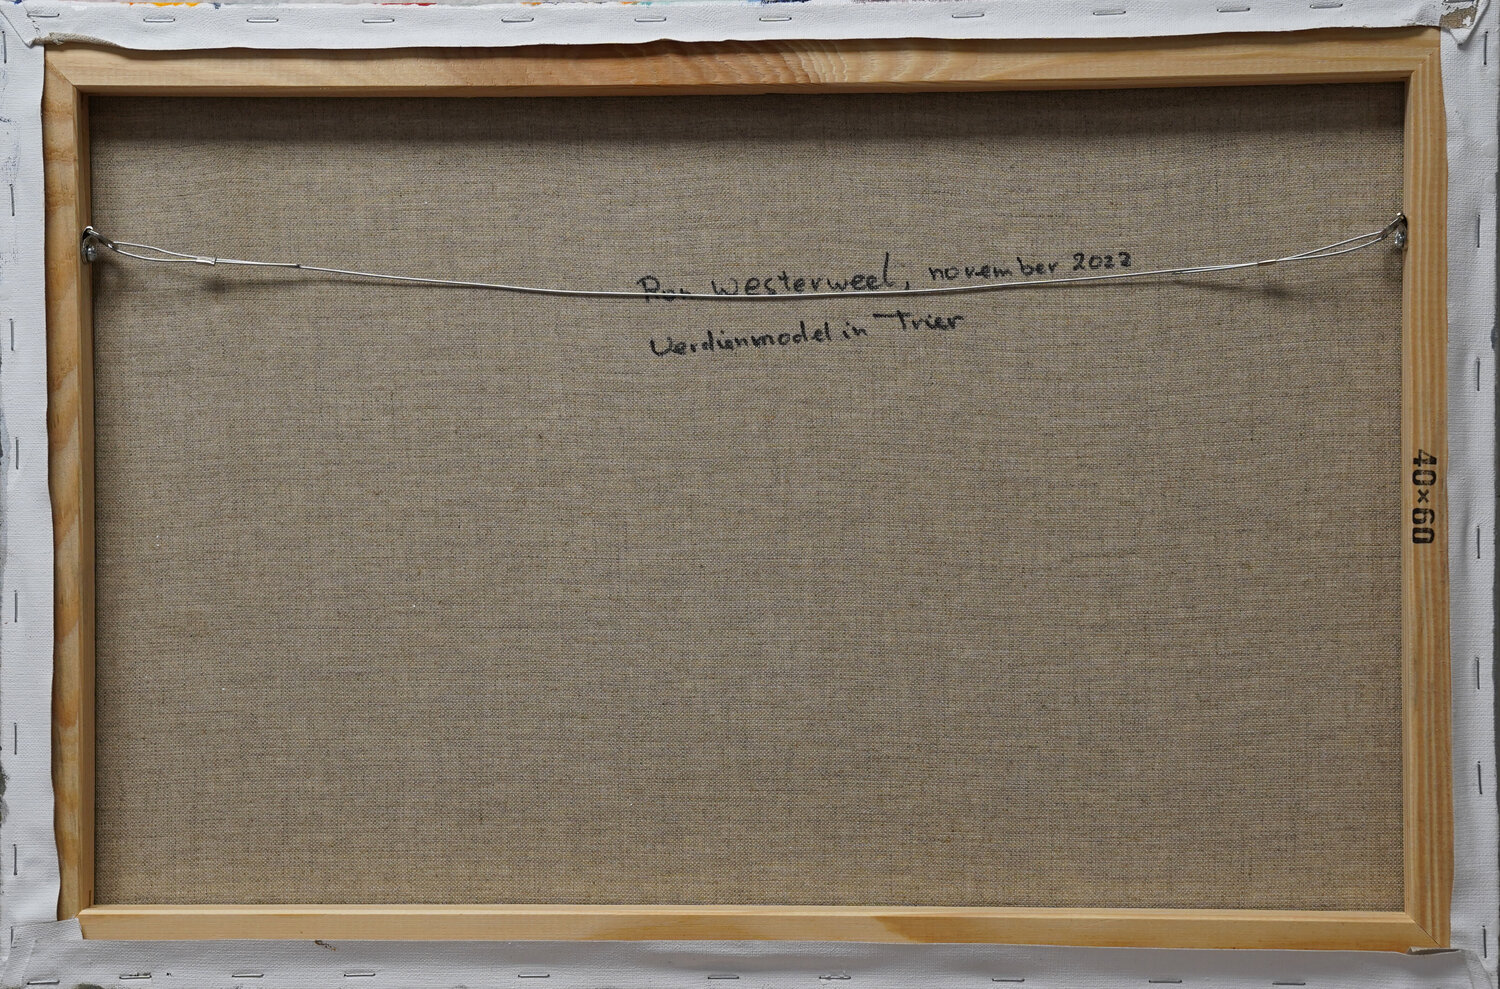 Ron Westerweel, november 2022
Verdienmodel in Trier
40×60